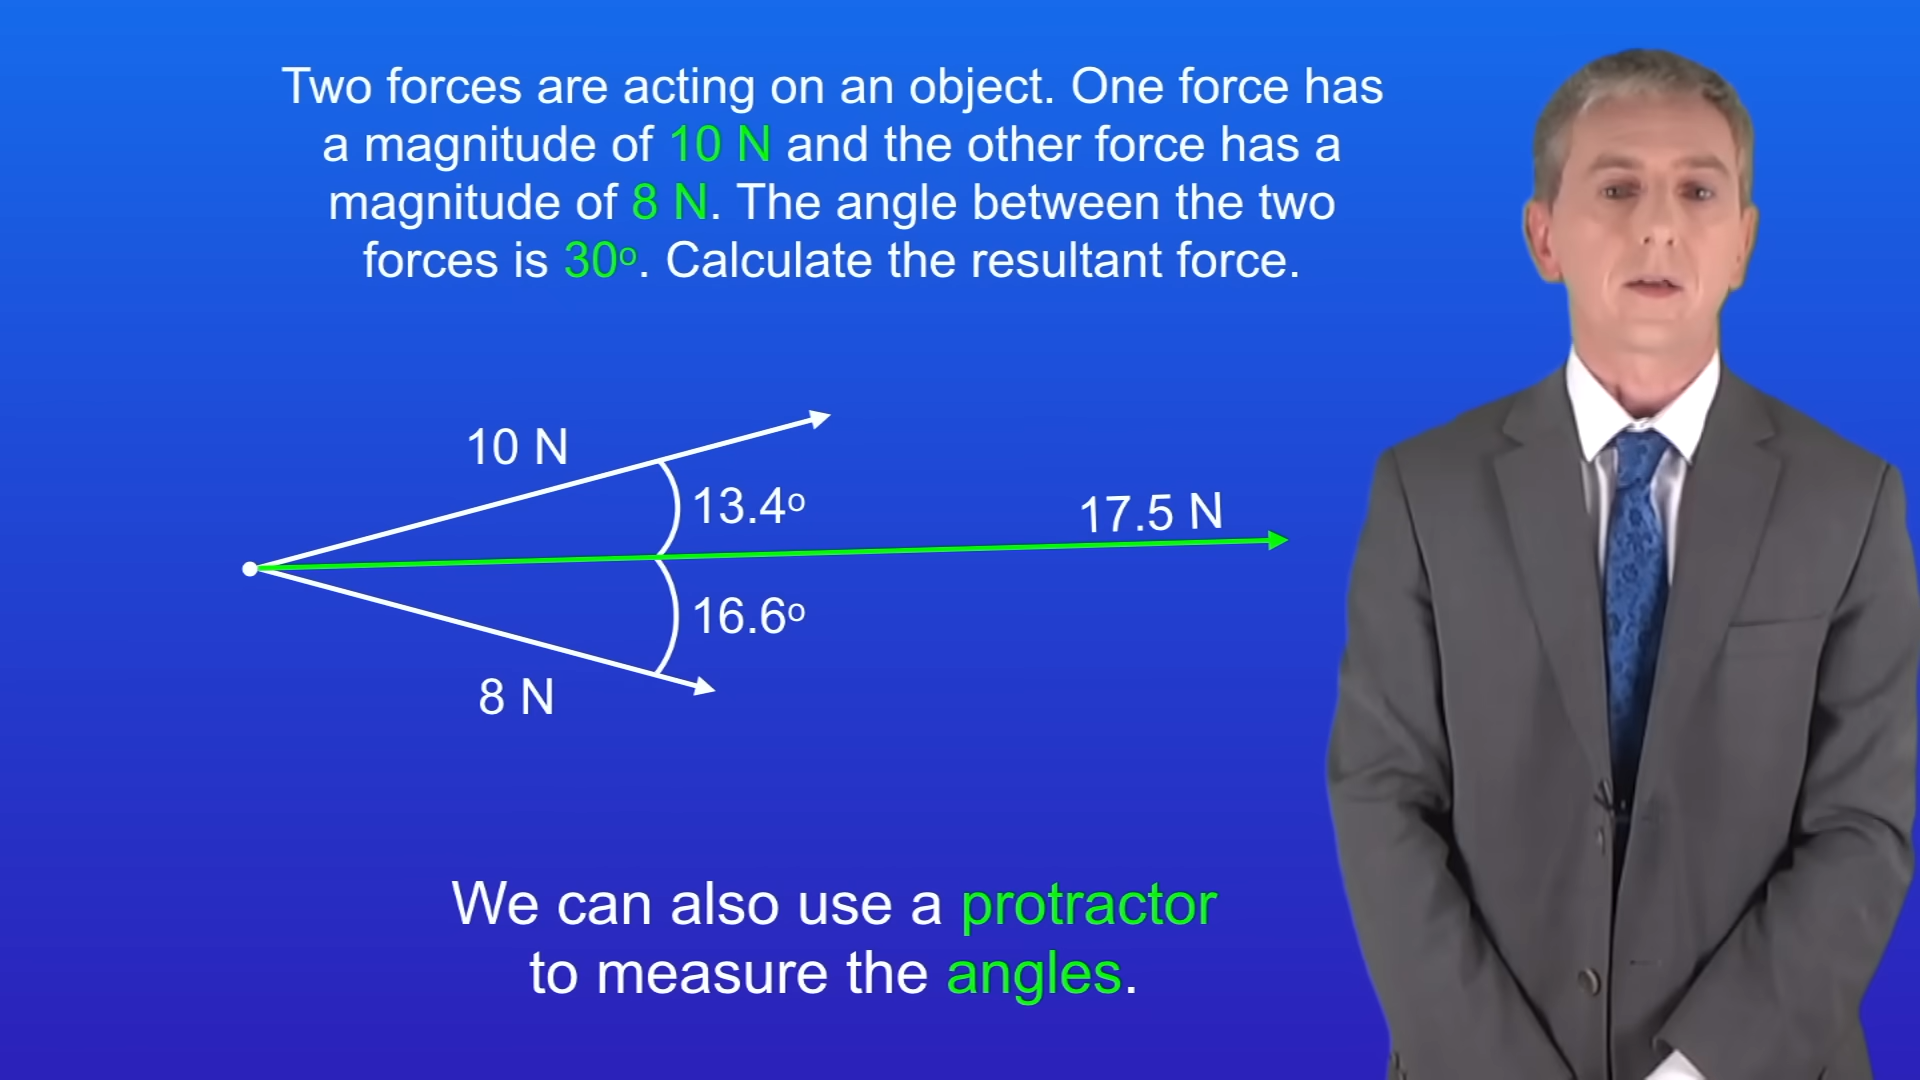 Two forces are acting on an object. One force has
a magnitude of 10 N and the other force has a
magnitude of 8 N. The angle between the two
forces is 30º. Calculate the resultant force.
10 N
13.4º
17.5 N
16.6º
8 N
We can also use a protractor
to measure the angles.